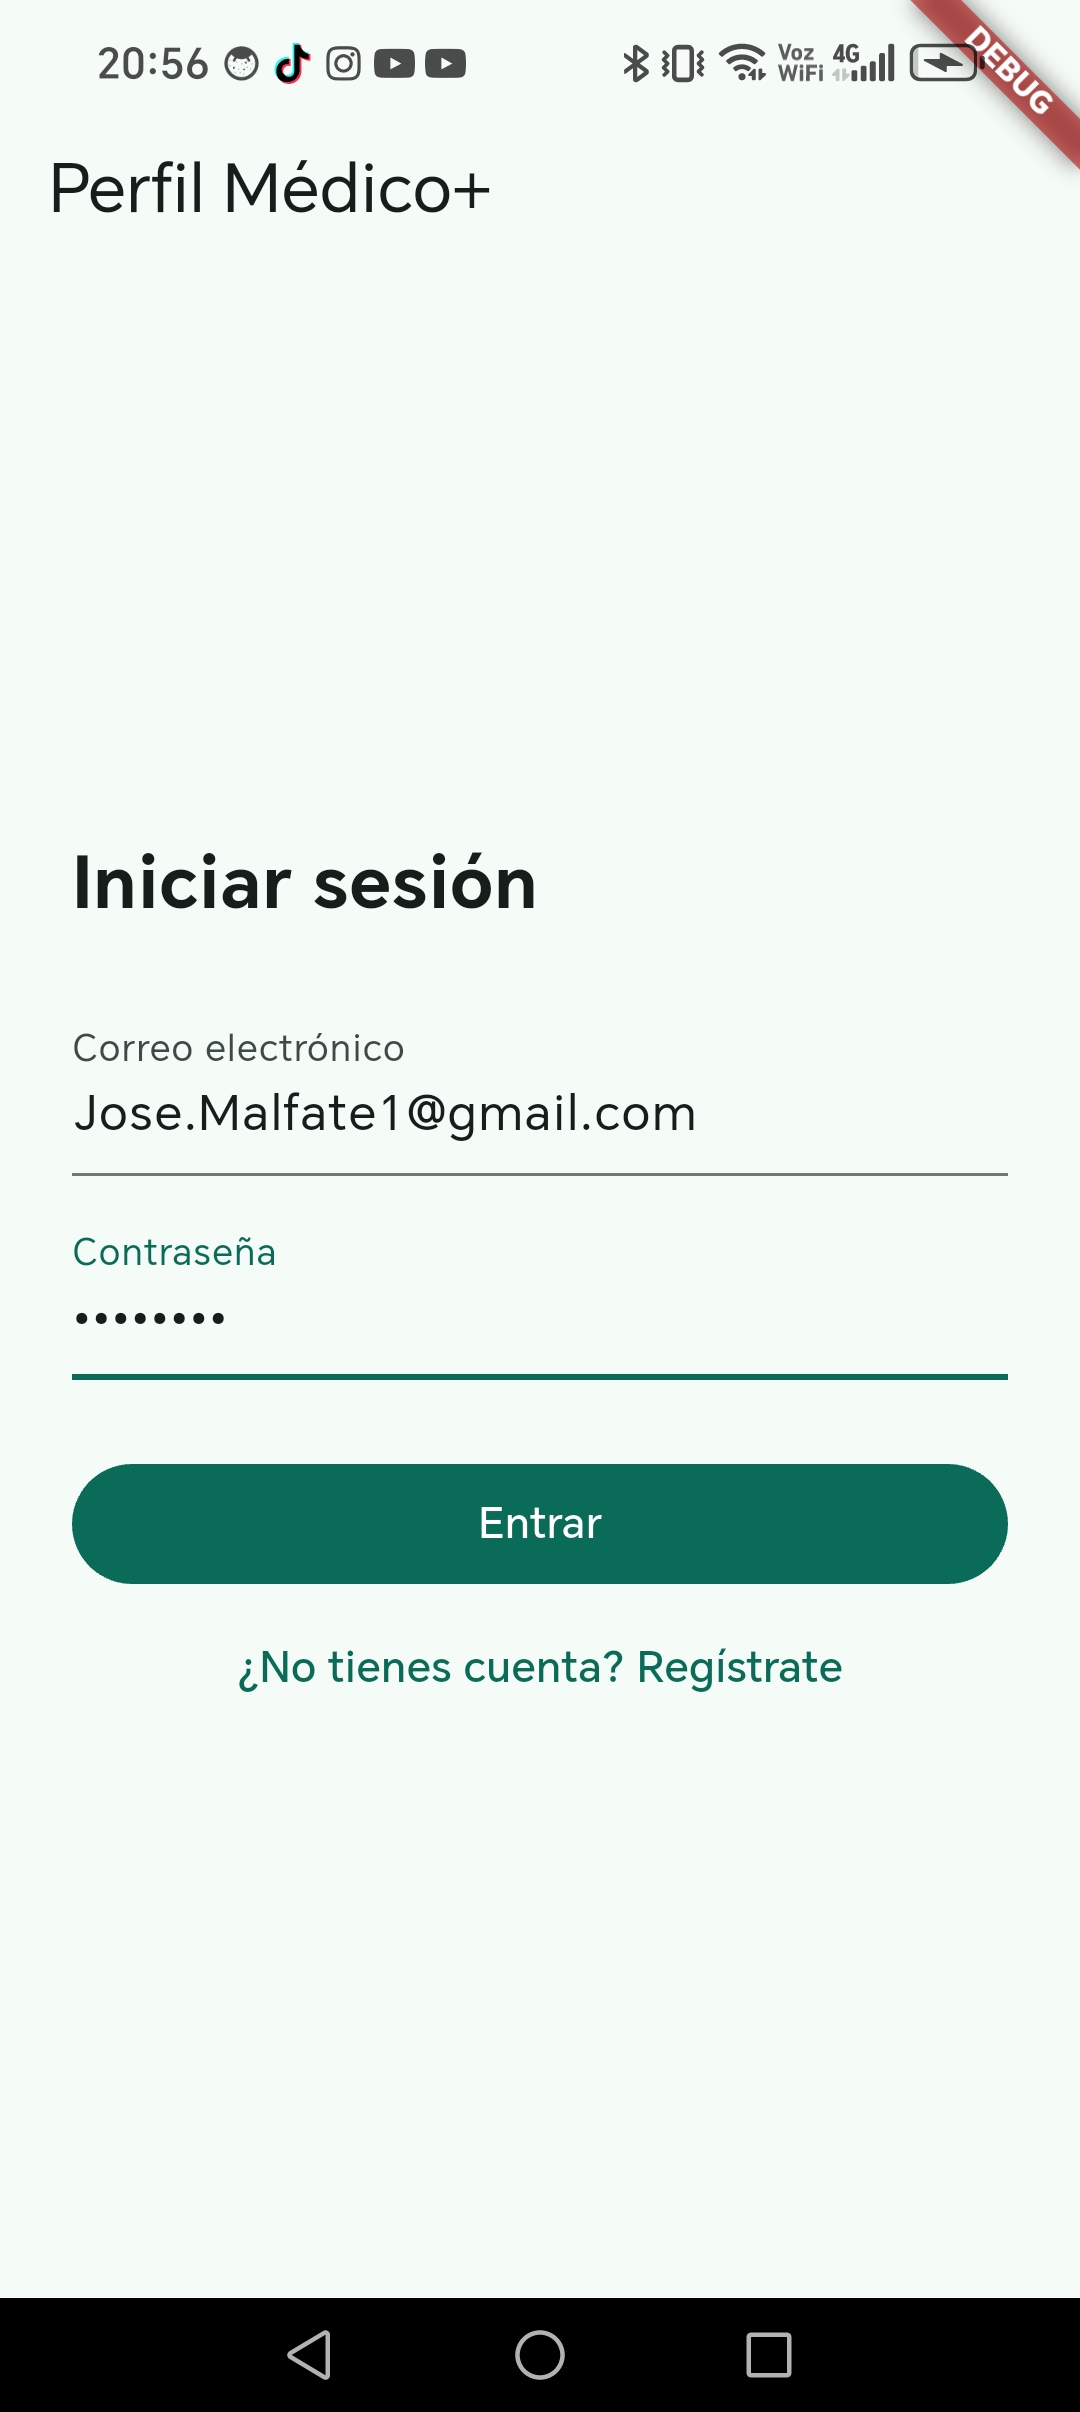 20:56
Voz
WiFi
4G
DEBUG
Perfil Médico+
Iniciar sesión
Correo electrónico
Jose.Malfate1@gmail.com
Contraseña
••••••••
Entrar
¿No tienes cuenta? Regístrate